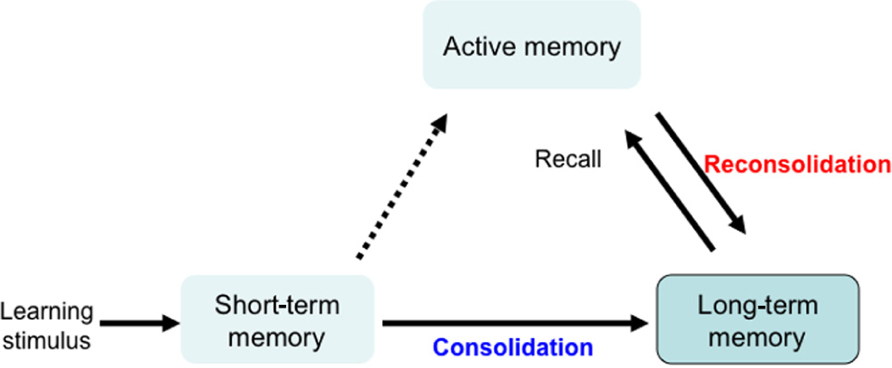 Active memory
Recall
Reconsolidation
Learning
stimulus
Short-term
memory
Consolidation
Long-term
memory